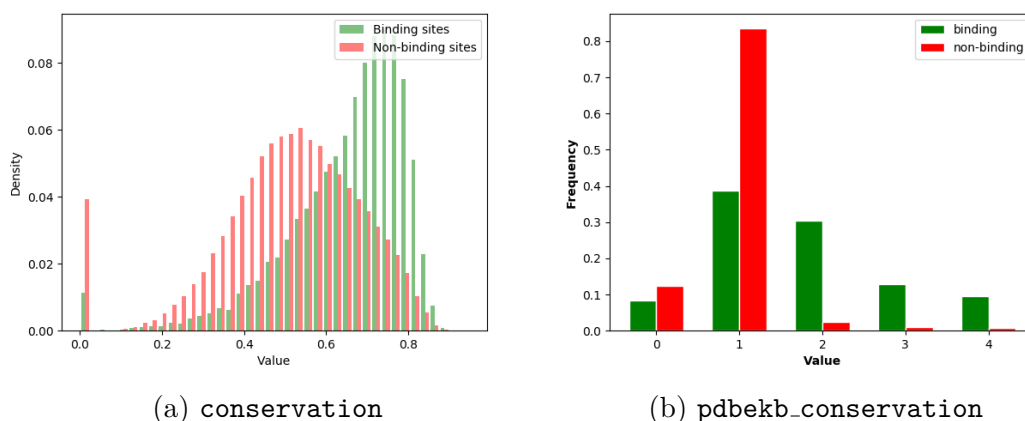 Binding sites
Non-binding sites
0.08
0.06
0.04
0.02
0.00
Density
0.0 0.2 0.4 0.6 0.8
Value
(a) conservation
binding
non-binding
0.8
0.7
0.6
0.5
0.4
0.3
0.2
0.1
0.0
Frequency
0 1 2 3 4
Value
(b) pdbekb_conservation